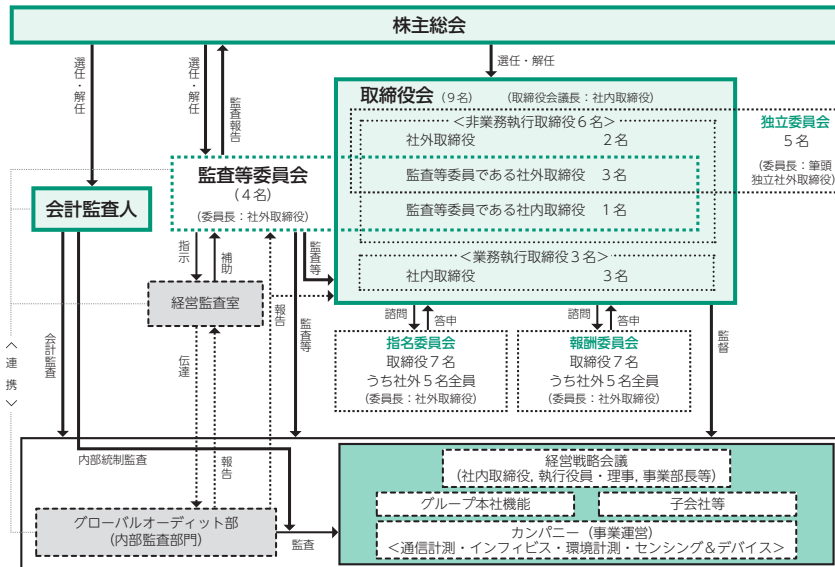 株主総会
選任・解任
選任・解任
監査報告
選任・解任
取締役会(9名) (取締役会議長：社内取締役)
<非業務執行取締役6名>
社外取締役 2名
監査等委員である社外取締役 3名
監査等委員である社内取締役 1名
<業務執行取締役3名>
社内取締役 3名
独立委員会
5名
(委員長：筆頭
独立社外取締役)
監査等委員会
(4名)
(委員長：社外取締役)
会計監査人
指示
補助
監査等
経営監査室
報告
監査等
諮問
答申
諮問
答申
監督
指名委員会
取締役7名
うち社外5名全員
(委員長：社外取締役)
報酬委員会
取締役7名
うち社外5名全員
(委員長：社外取締役)
<連携>
会計監査
伝達
報告
内部統制監査
グローバルオーディット部
(内部監査部門)
監査
経営戦略会議
(社内取締役, 執行役員・理事, 事業部長等)
グループ本社機能
子会社等
カンパニー（事業運営）
<通信計測・インフィビス・環境計測・センシング＆デバイス>